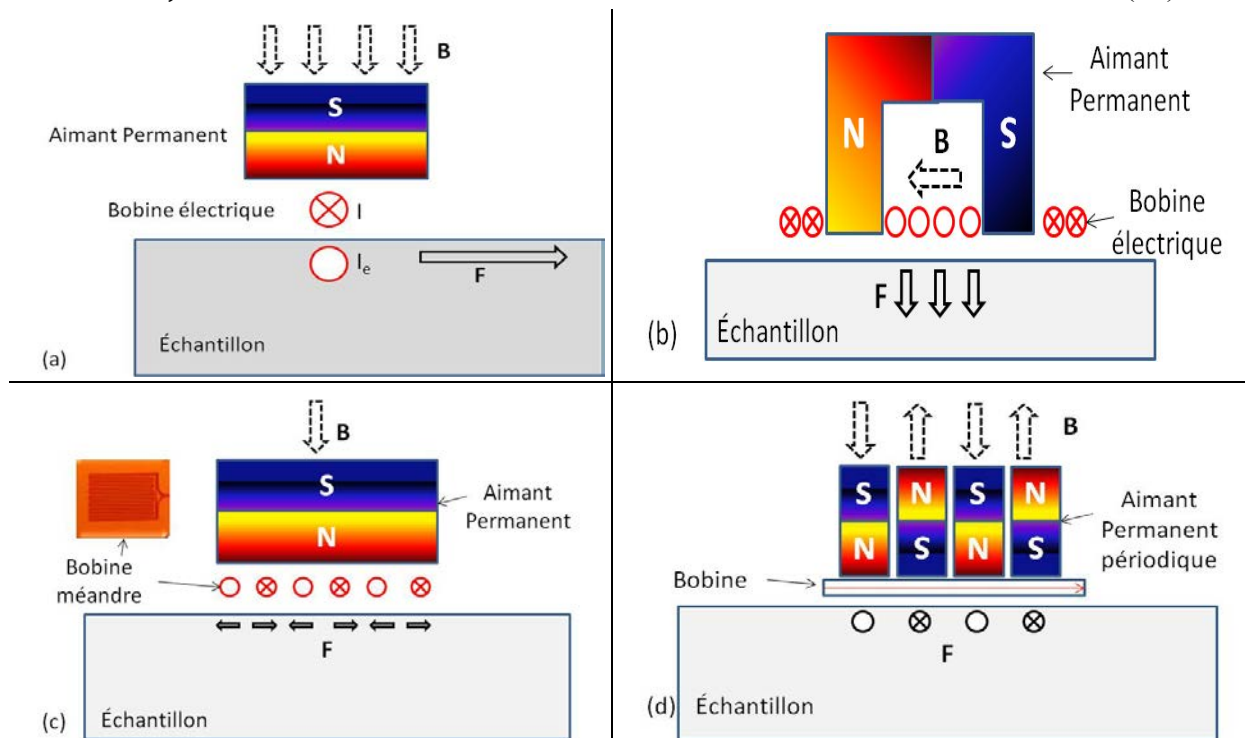 B
S
Aimant Permanent
N
Bobine électrique
I
Iₑ
F
Échantillon
(a)
Aimant
Permanent
N
B
S
Bobine
électrique
F
Échantillon
(b)
B
S
Aimant
Permanent
N
Bobine
méandre
F
Échantillon
(c)
B
S N S N
N S N S
Aimant
Permanent
périodique
Bobine
F
Échantillon
(d)